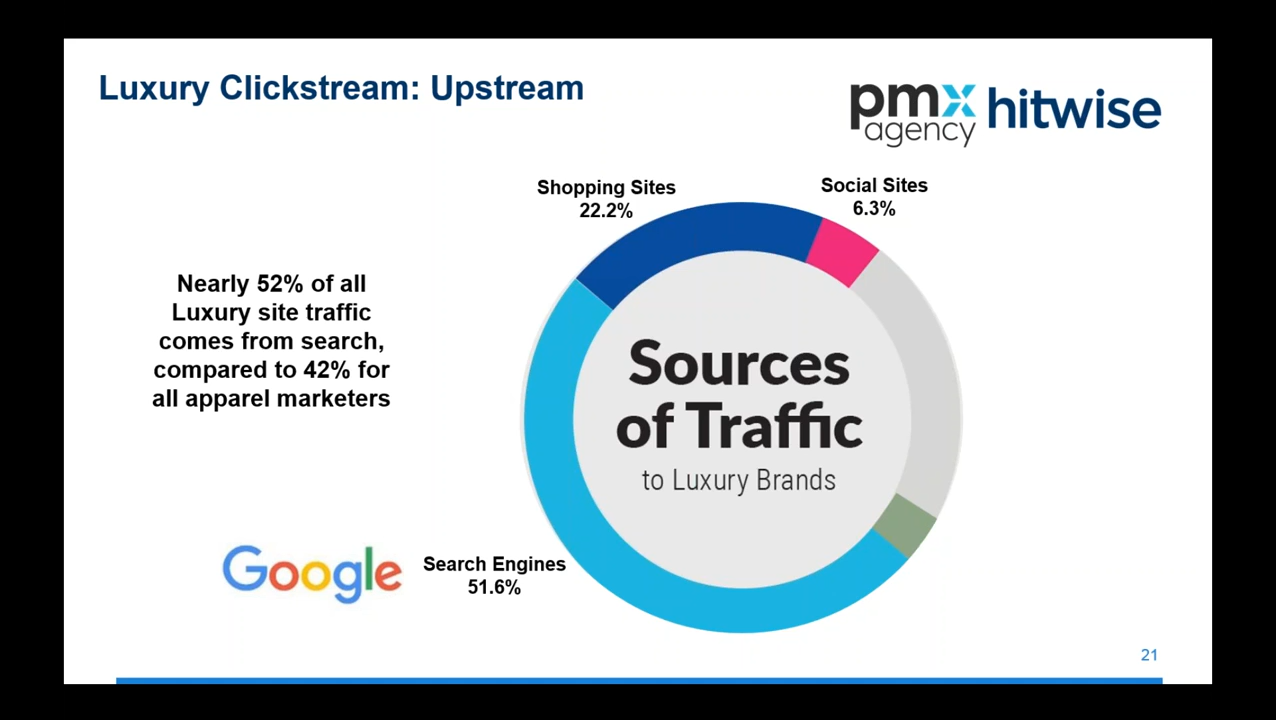 Luxury Clickstream: Upstream
pmx
agency
hitwise
Shopping Sites
22.2%
Social Sites
6.3%
Nearly 52% of all
Luxury site traffic
comes from search,
compared to 42% for
all apparel marketers
Sources
of Traffic
to Luxury Brands
Google
Search Engines
51.6%
21